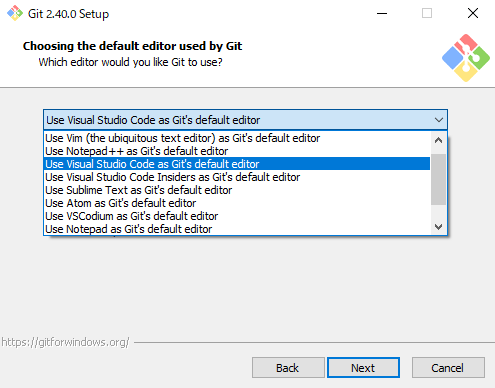 Git 2.40.0 Setup
Choosing the default editor used by Git
Which editor would you like Git to use?
Use Visual Studio Code as Git's default editor
Use Vim (the ubiquitous text editor) as Git's default editor
Use Notepad++ as Git's default editor
Use Visual Studio Code as Git's default editor
Use Visual Studio Code Insiders as Git's default editor
Use Sublime Text as Git's default editor
Use Atom as Git's default editor
Use VSCodium as Git's default editor
Use Notepad as Git's default editor
https://gitforwindows.org/
Back
Next
Cancel